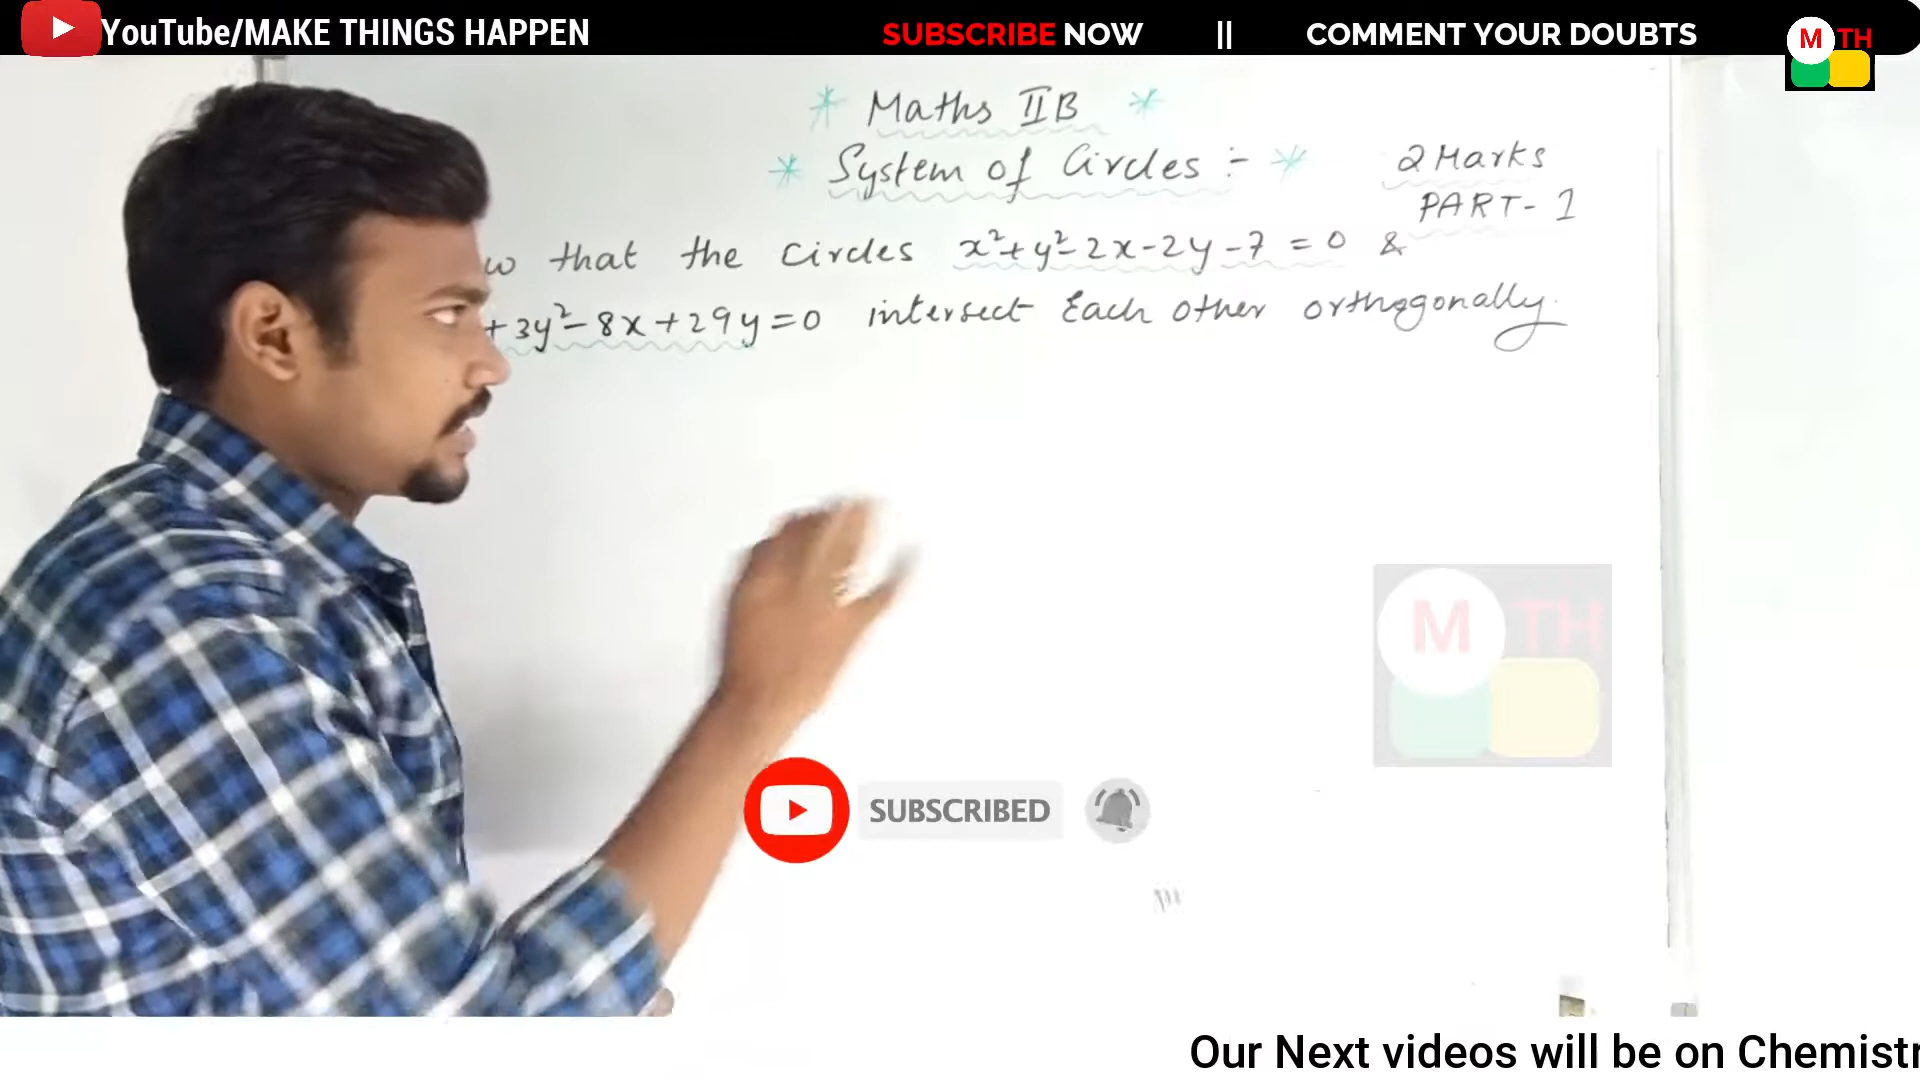 YouTube/MAKE THINGS HAPPEN
SUBSCRIBE NOW || COMMENT YOUR DOUBTS
M TH
* Maths IIB *
* System of Circles :- *
2 Marks
PART-1
w that the circles x²+y²-2x-2y-7=0 &
+3y²-8x+29y=0 intersect Each other orthogonally.
M TH
SUBSCRIBED
Our Next videos will be on Chemistr